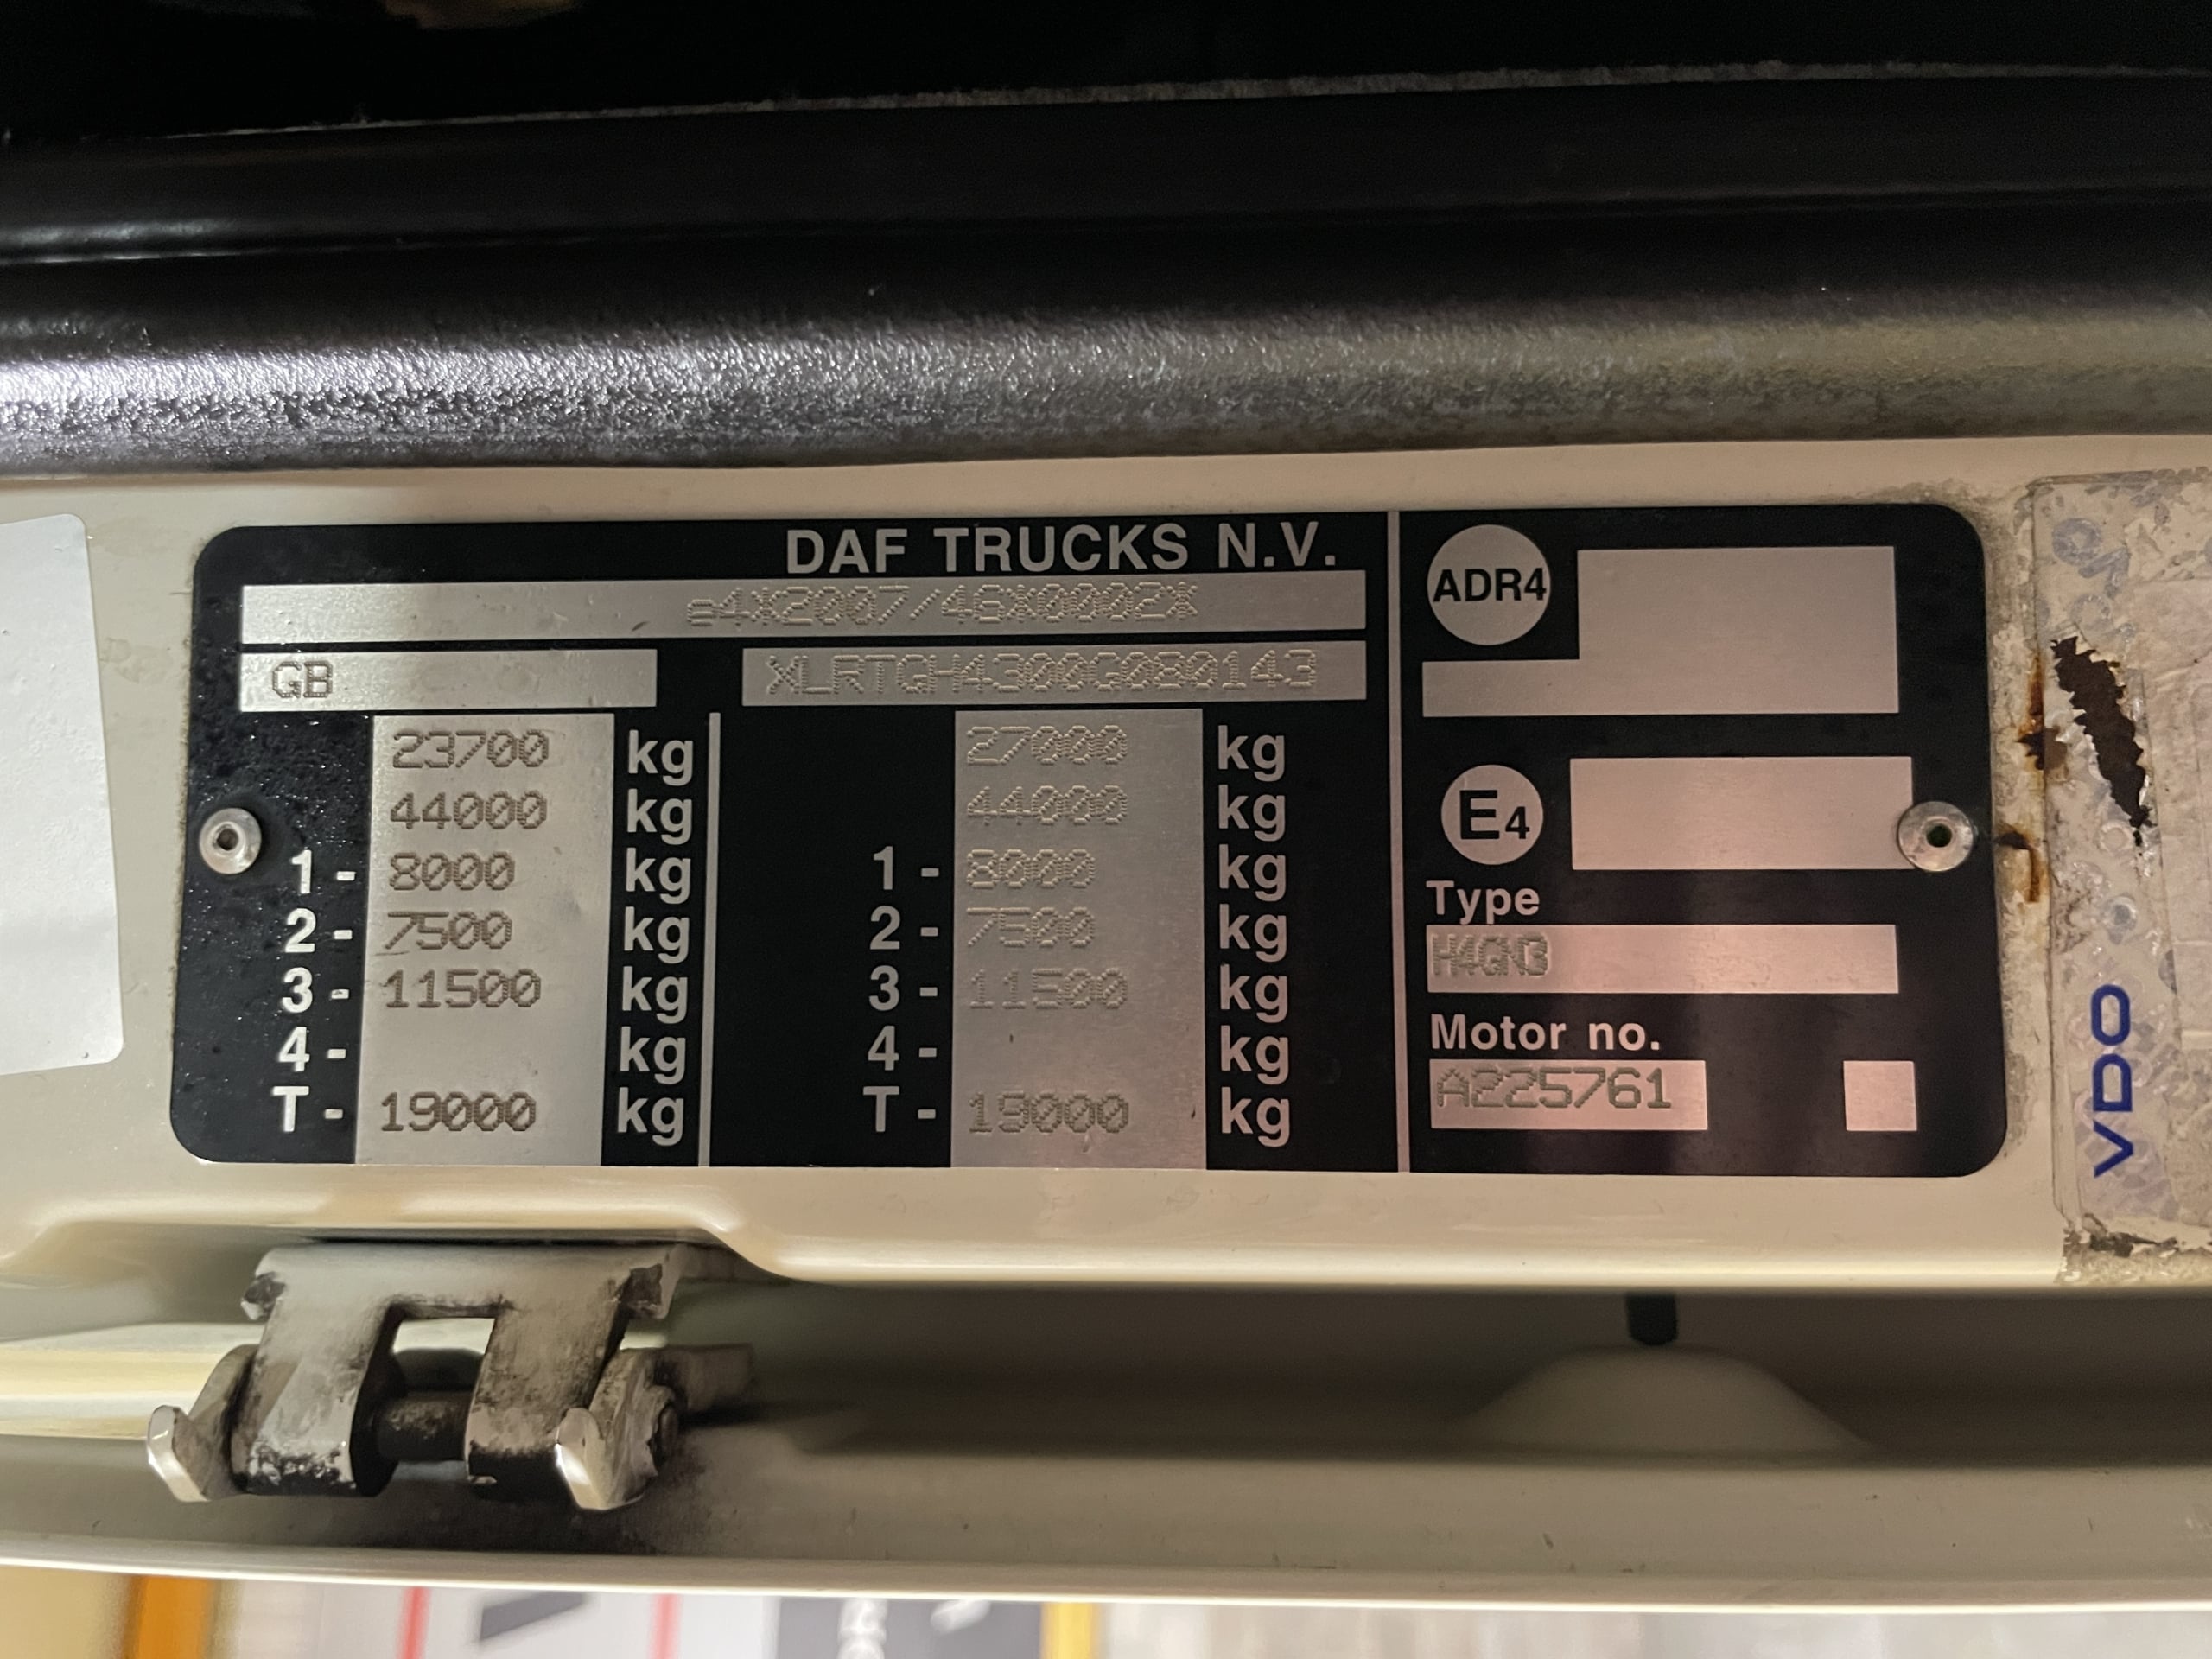 DAF TRUCKS N.V.
e4*2007/46*0002*
GB XLRTGH4300G080143
23700 kg 27000 kg
44000 kg 44000 kg
1- 8000 kg 1- 8000 kg
2- 7500 kg 2- 7500 kg
3- 11500 kg 3- 11500 kg
4- kg 4- kg
T- 19000 kg T- 19000 kg
ADR4
E4
Type
H4GN3
Motor no.
A225761
VDO